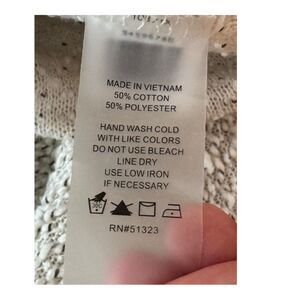 MADE IN VIETNAM
50% COTTON
50% POLYESTER
HAND WASH COLD
WITH LIKE COLORS
DO NOT USE BLEACH
LINE DRY
USE LOW IRON
IF NECESSARY
RN#51323